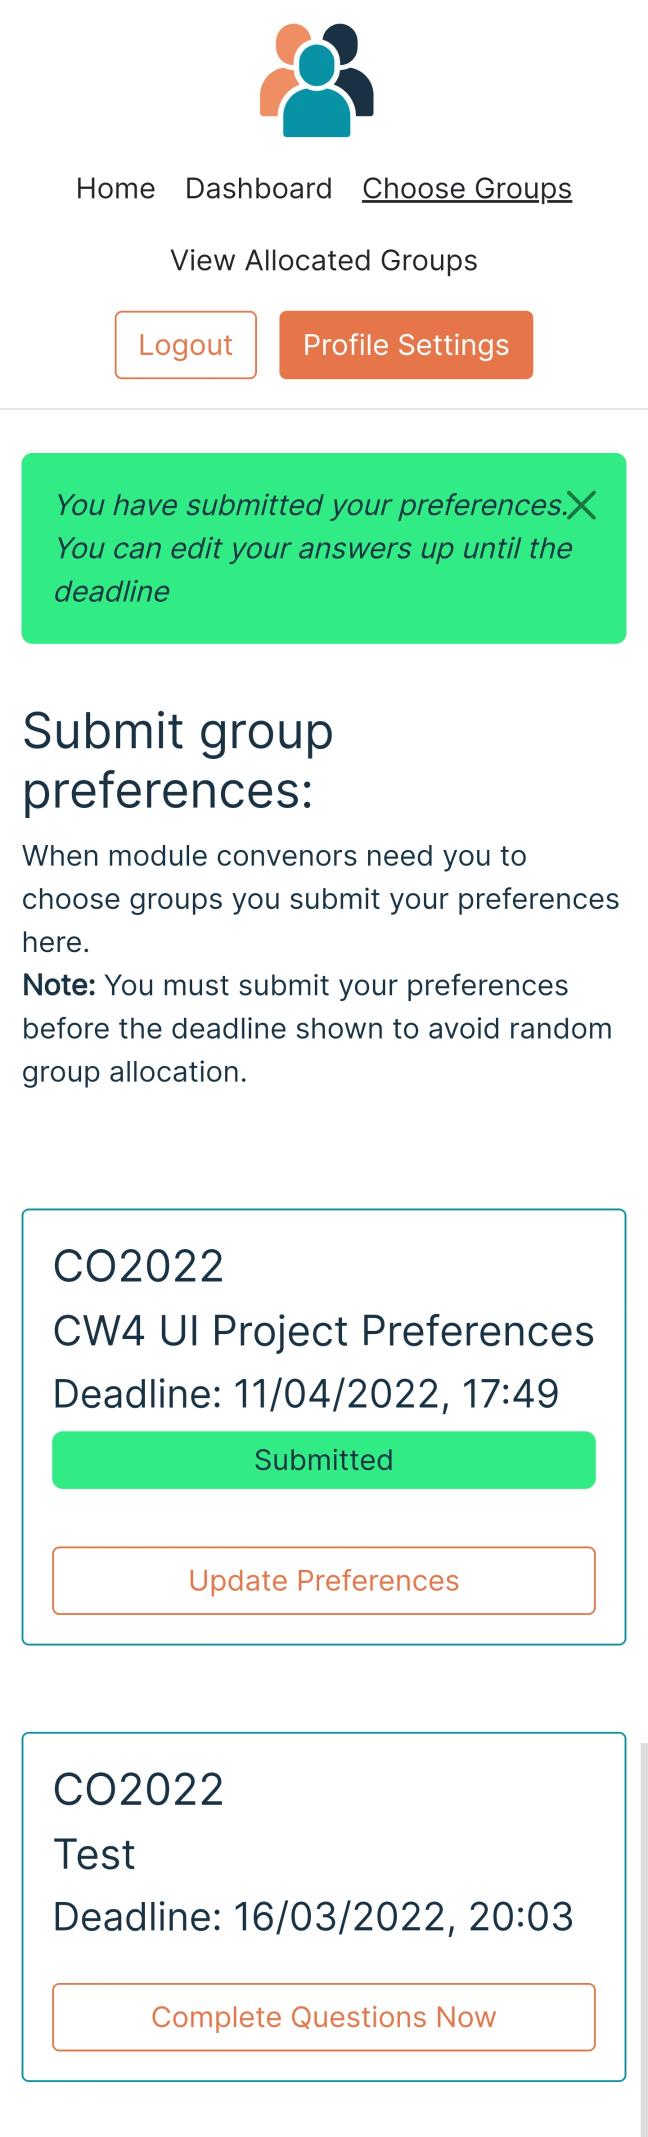 Home Dashboard Choose Groups
View Allocated Groups
Logout Profile Settings
You have submitted your preferences.
You can edit your answers up until the
deadline
Submit group
preferences:
When module convenors need you to
choose groups you submit your preferences
here.
Note: You must submit your preferences
before the deadline shown to avoid random
group allocation.
CO2022
CW4 UI Project Preferences
Deadline: 11/04/2022, 17:49
Submitted
Update Preferences
CO2022
Test
Deadline: 16/03/2022, 20:03
Complete Questions Now